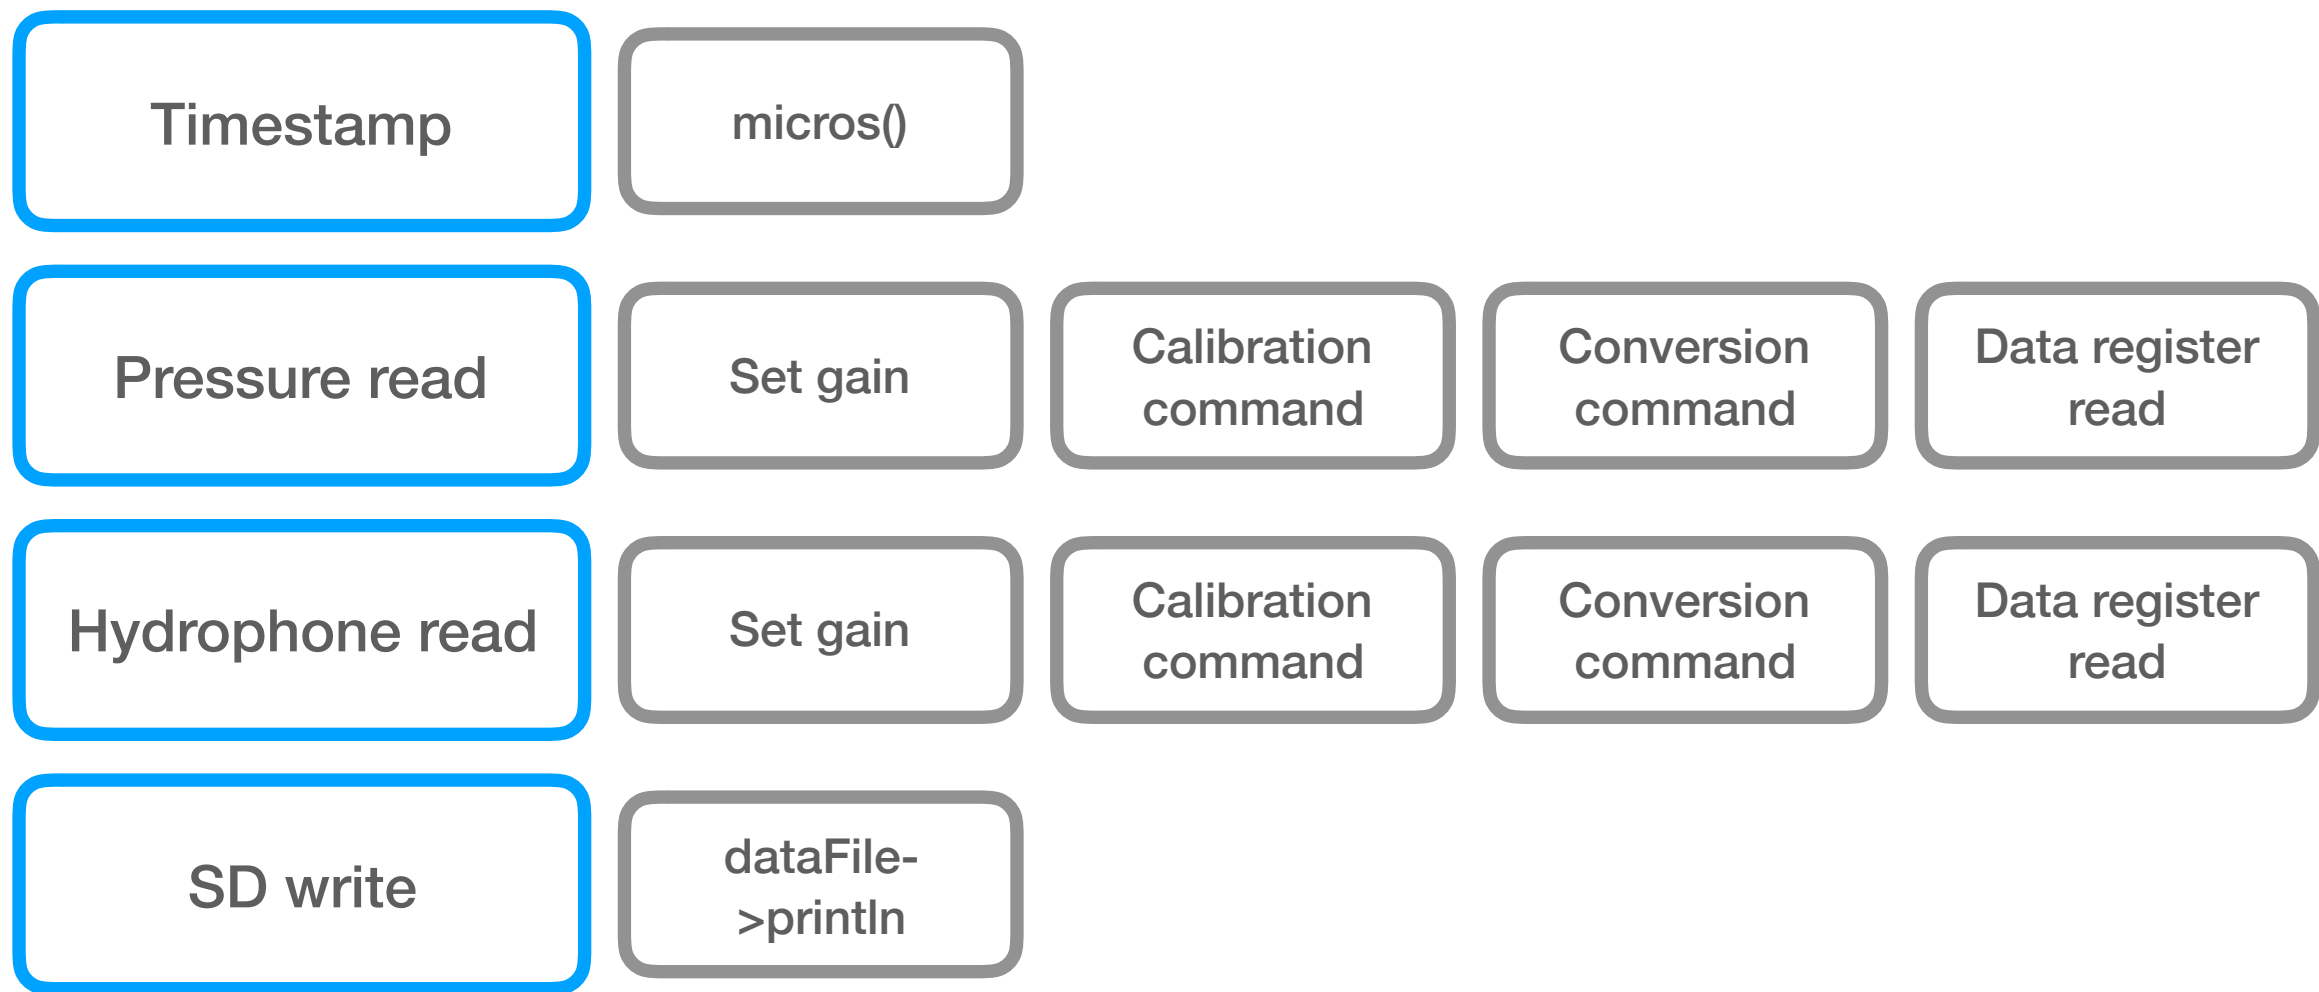 Timestamp
micros()
Pressure read
Set gain
Calibration
command
Conversion
command
Data register
read
Hydrophone read
Set gain
Calibration
command
Conversion
command
Data register
read
SD write
dataFile-
>println